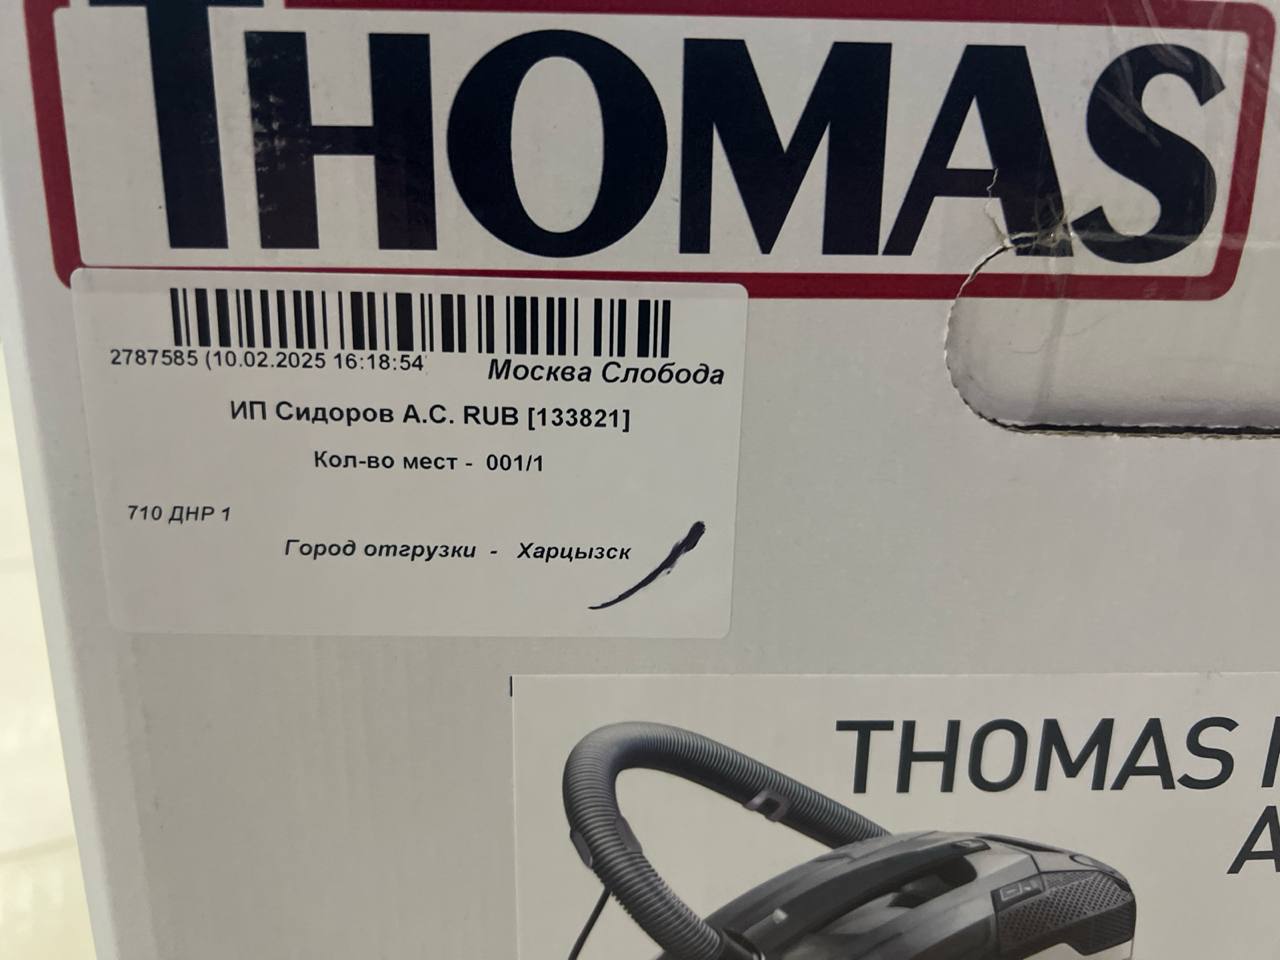 THOMAS
2787585 (10.02.2025 16:18:54
Москва Слобода
ИП Сидоров А.С. RUB [133821]
Кол-во мест - 001/1
710 ДНР 1
Город отгрузки - Харцызск
THOMAS
A